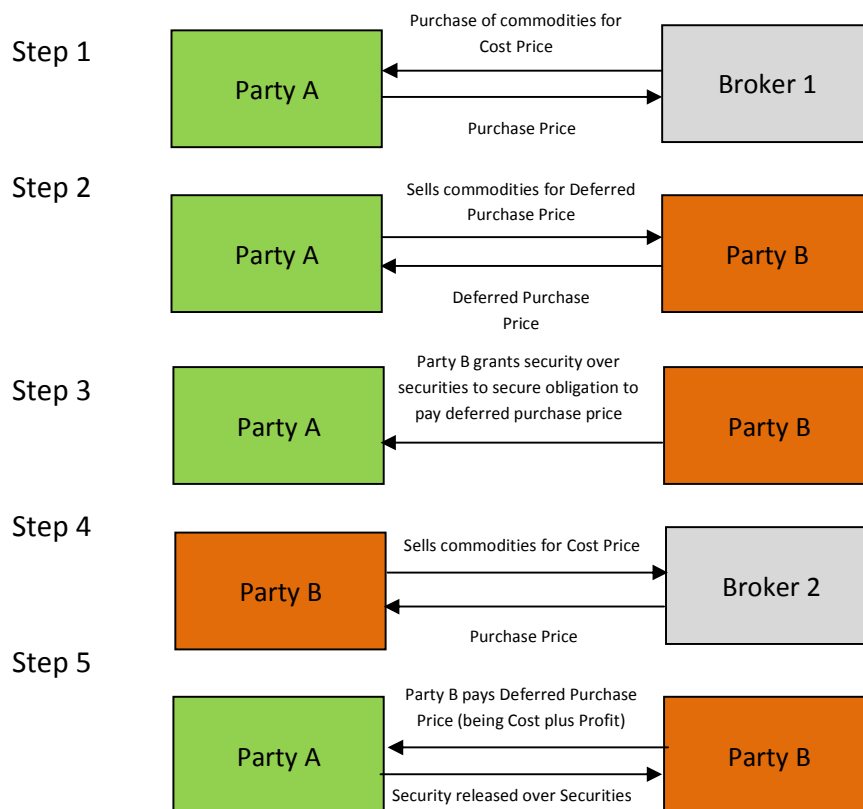 Step 1
Purchase of commodities for
Cost Price
Party A
Broker 1
Purchase Price
Step 2
Sells commodities for Deferred
Purchase Price
Party A
Party B
Deferred Purchase
Price
Step 3
Party B grants security over
securities to secure obligation to
pay deferred purchase price
Party A
Party B
Step 4
Sells commodities for Cost Price
Party B
Broker 2
Purchase Price
Step 5
Party B pays Deferred Purchase
Price (being Cost plus Profit)
Party A
Party B
Security released over Securities